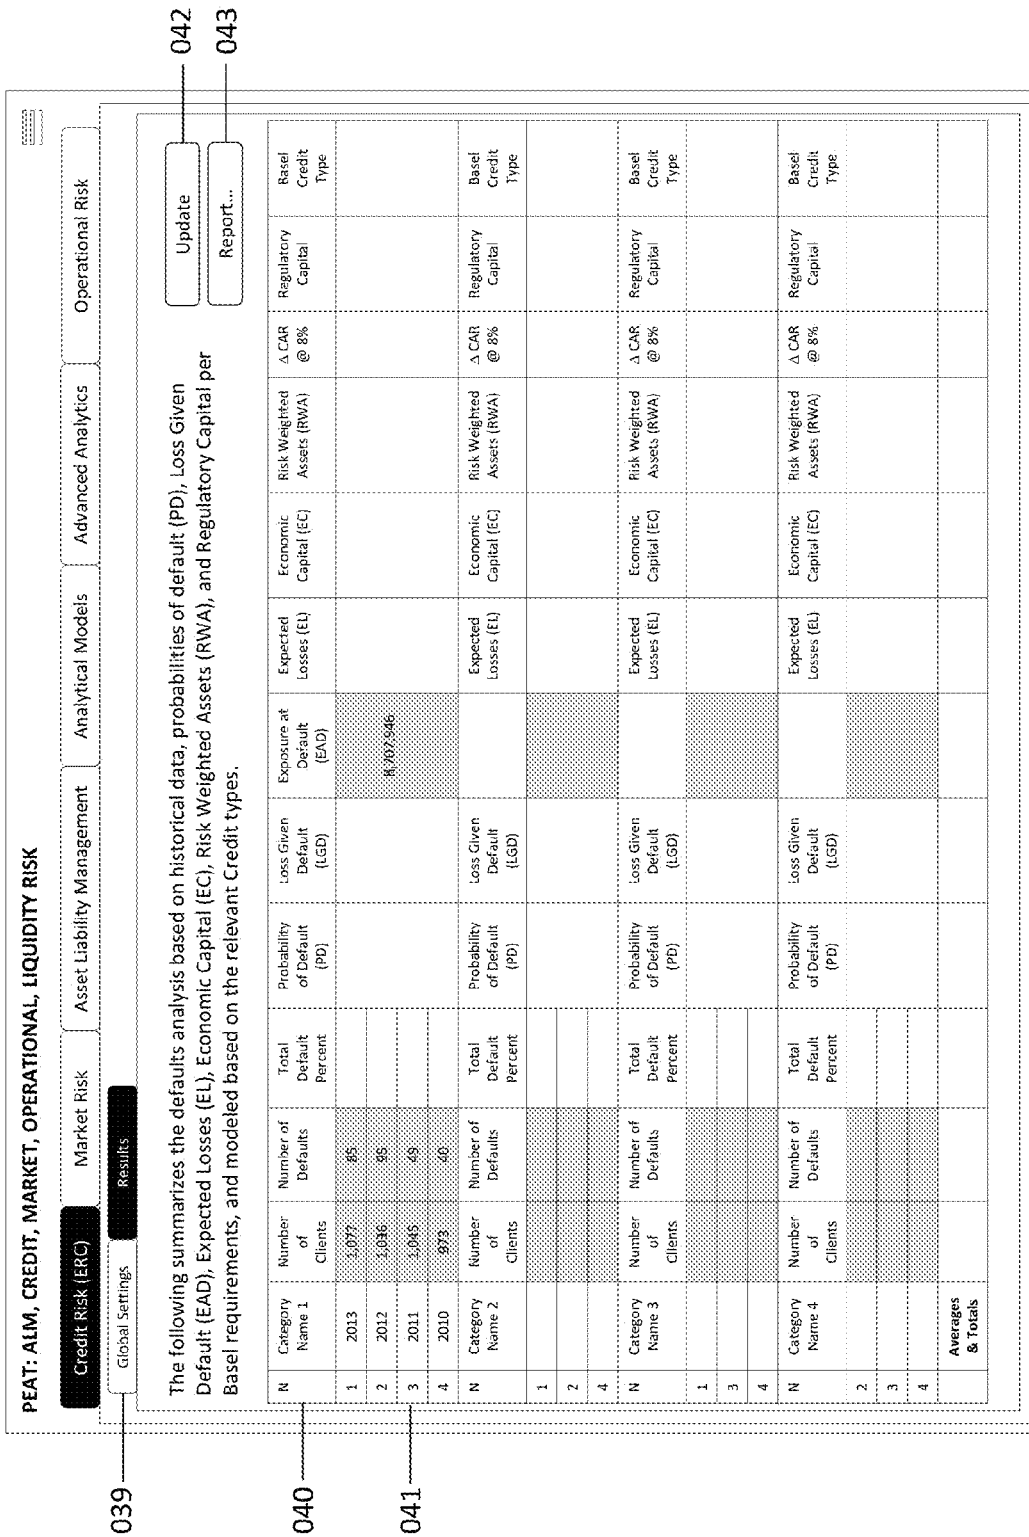 PEAT: ALM, CREDIT, MARKET, OPERATIONAL, LIQUIDITY RISK
Credit Risk (ERC) Market Risk Asset Liability Management Analytical Models Advanced Analytics Operational Risk
Global Settings Results
039
The following summarizes the defaults analysis based on historical data, probabilities of default (PD), Loss Given
Default (EAD), Expected Losses (EL), Economic Capital (EC), Risk Weighted Assets (RWA), and Regulatory Capital per
Basel requirements, and modeled based on the relevant Credit types.
Update
042
Report...
043
040
N Category Name 1 Number of Clients Number of Defaults Total Default Percent Probability of Default (PD) Loss Given Default (LGD) Exposure at Default (EAD) Expected Losses (EL) Economic Capital (EC) Risk Weighted Assets (RWA) Δ CAR @ 8% Regulatory Capital Basel Credit Type
1 2013 1,077 85
2 2012 1,036 95 8,707,946
041
3 2011 1,045 49
4 2010 973 40
N Category Name 2 Number of Clients Number of Defaults Total Default Percent Probability of Default (PD) Loss Given Default (LGD) Expected Losses (EL) Economic Capital (EC) Risk Weighted Assets (RWA) Δ CAR @ 8% Regulatory Capital Basel Credit Type
1
2
4
N Category Name 3 Number of Clients Number of Defaults Total Default Percent Probability of Default (PD) Loss Given Default (LGD) Expected Losses (EL) Economic Capital (EC) Risk Weighted Assets (RWA) Δ CAR @ 8% Regulatory Capital Basel Credit Type
1
3
4
N Category Name 4 Number of Clients Number of Defaults Total Default Percent Probability of Default (PD) Loss Given Default (LGD) Expected Losses (EL) Economic Capital (EC) Risk Weighted Assets (RWA) Δ CAR @ 8% Regulatory Capital Basel Credit Type
2
3
4
Averages & Totals